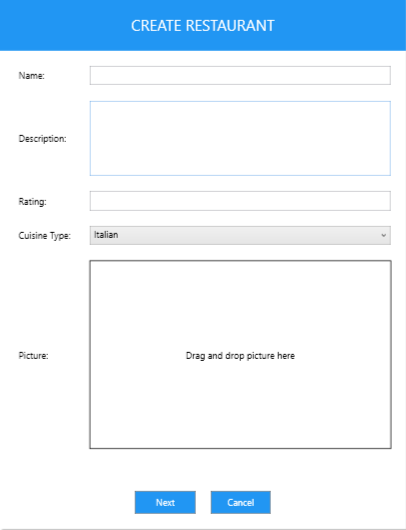 CREATE RESTAURANT
Name:
Description:
Rating:
Cuisine Type: Italian
Picture: Drag and drop picture here
Next Cancel